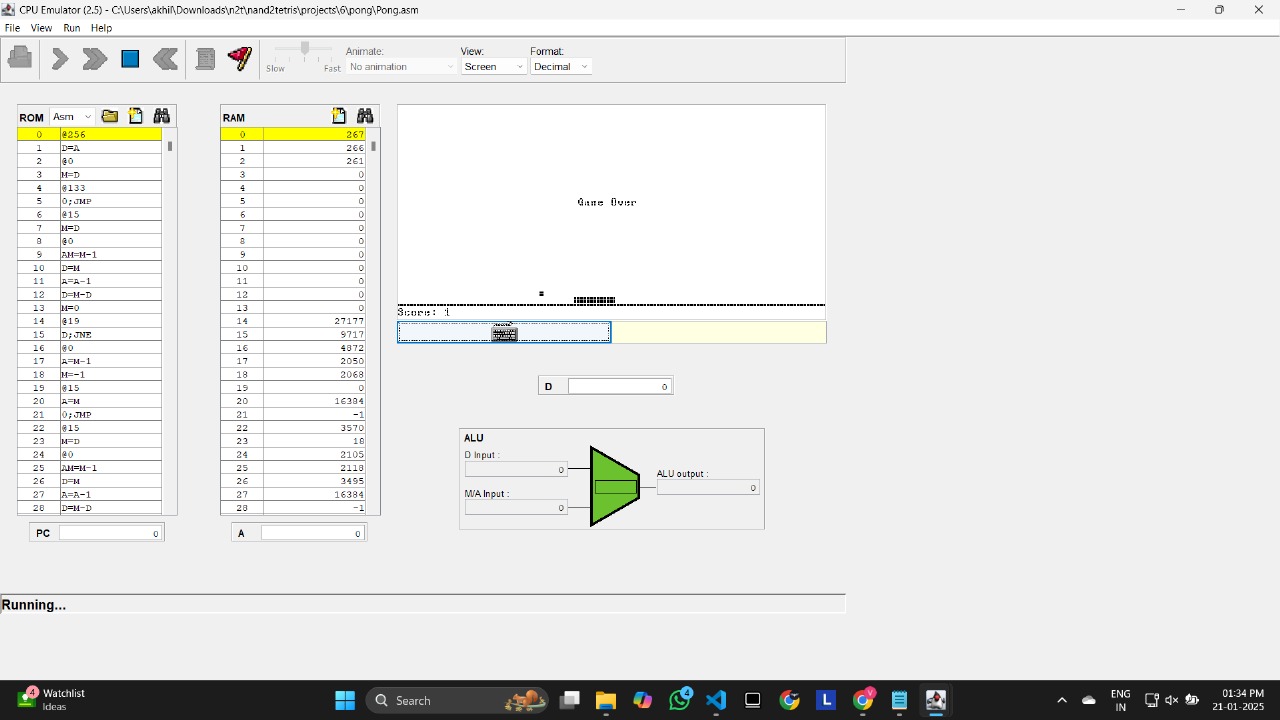 CPU Emulator (2.5) - C:\Users\akhil\Downloads\n2t\nand2tetris\projects\6\pong\Pong.asm
File View Run Help
Animate: View: Format:
Slow Fast No animation Screen Decimal
ROM Asm RAM
0 @256 0 267
1 D=A 1 266
2 @0 2 261
3 M=D 3 0
4 @133 4 0
5 0;JMP 5 0
6 @15 6 0
7 M=D 7 0
8 @0 8 0
9 AM=M-1 9 0
10 D=M 10 0
11 A=A-1 11 0
12 D=M-D 12 0
13 M=0 13 0
14 @19 14 27177
15 D;JNE 15 9717
16 @0 16 4872
17 A=M-1 17 2050
18 M=-1 18 2068
19 @15 19 0
20 A=M 20 16384
21 0;JMP 21 -1
22 @15 22 3570
23 M=D 23 18
24 @0 24 2105
25 AM=M-1 25 2118
26 D=M 26 3495
27 A=A-1 27 16384
28 D=M-D 28 -1
PC 0 A 0
Game Over
Score: 1
D 0
ALU
D Input :
0
M/A Input :
0
ALU output :
0
Running...
4
Watchlist
Ideas
Search
4
L
V
ENG
IN
01:34 PM
21-01-2025